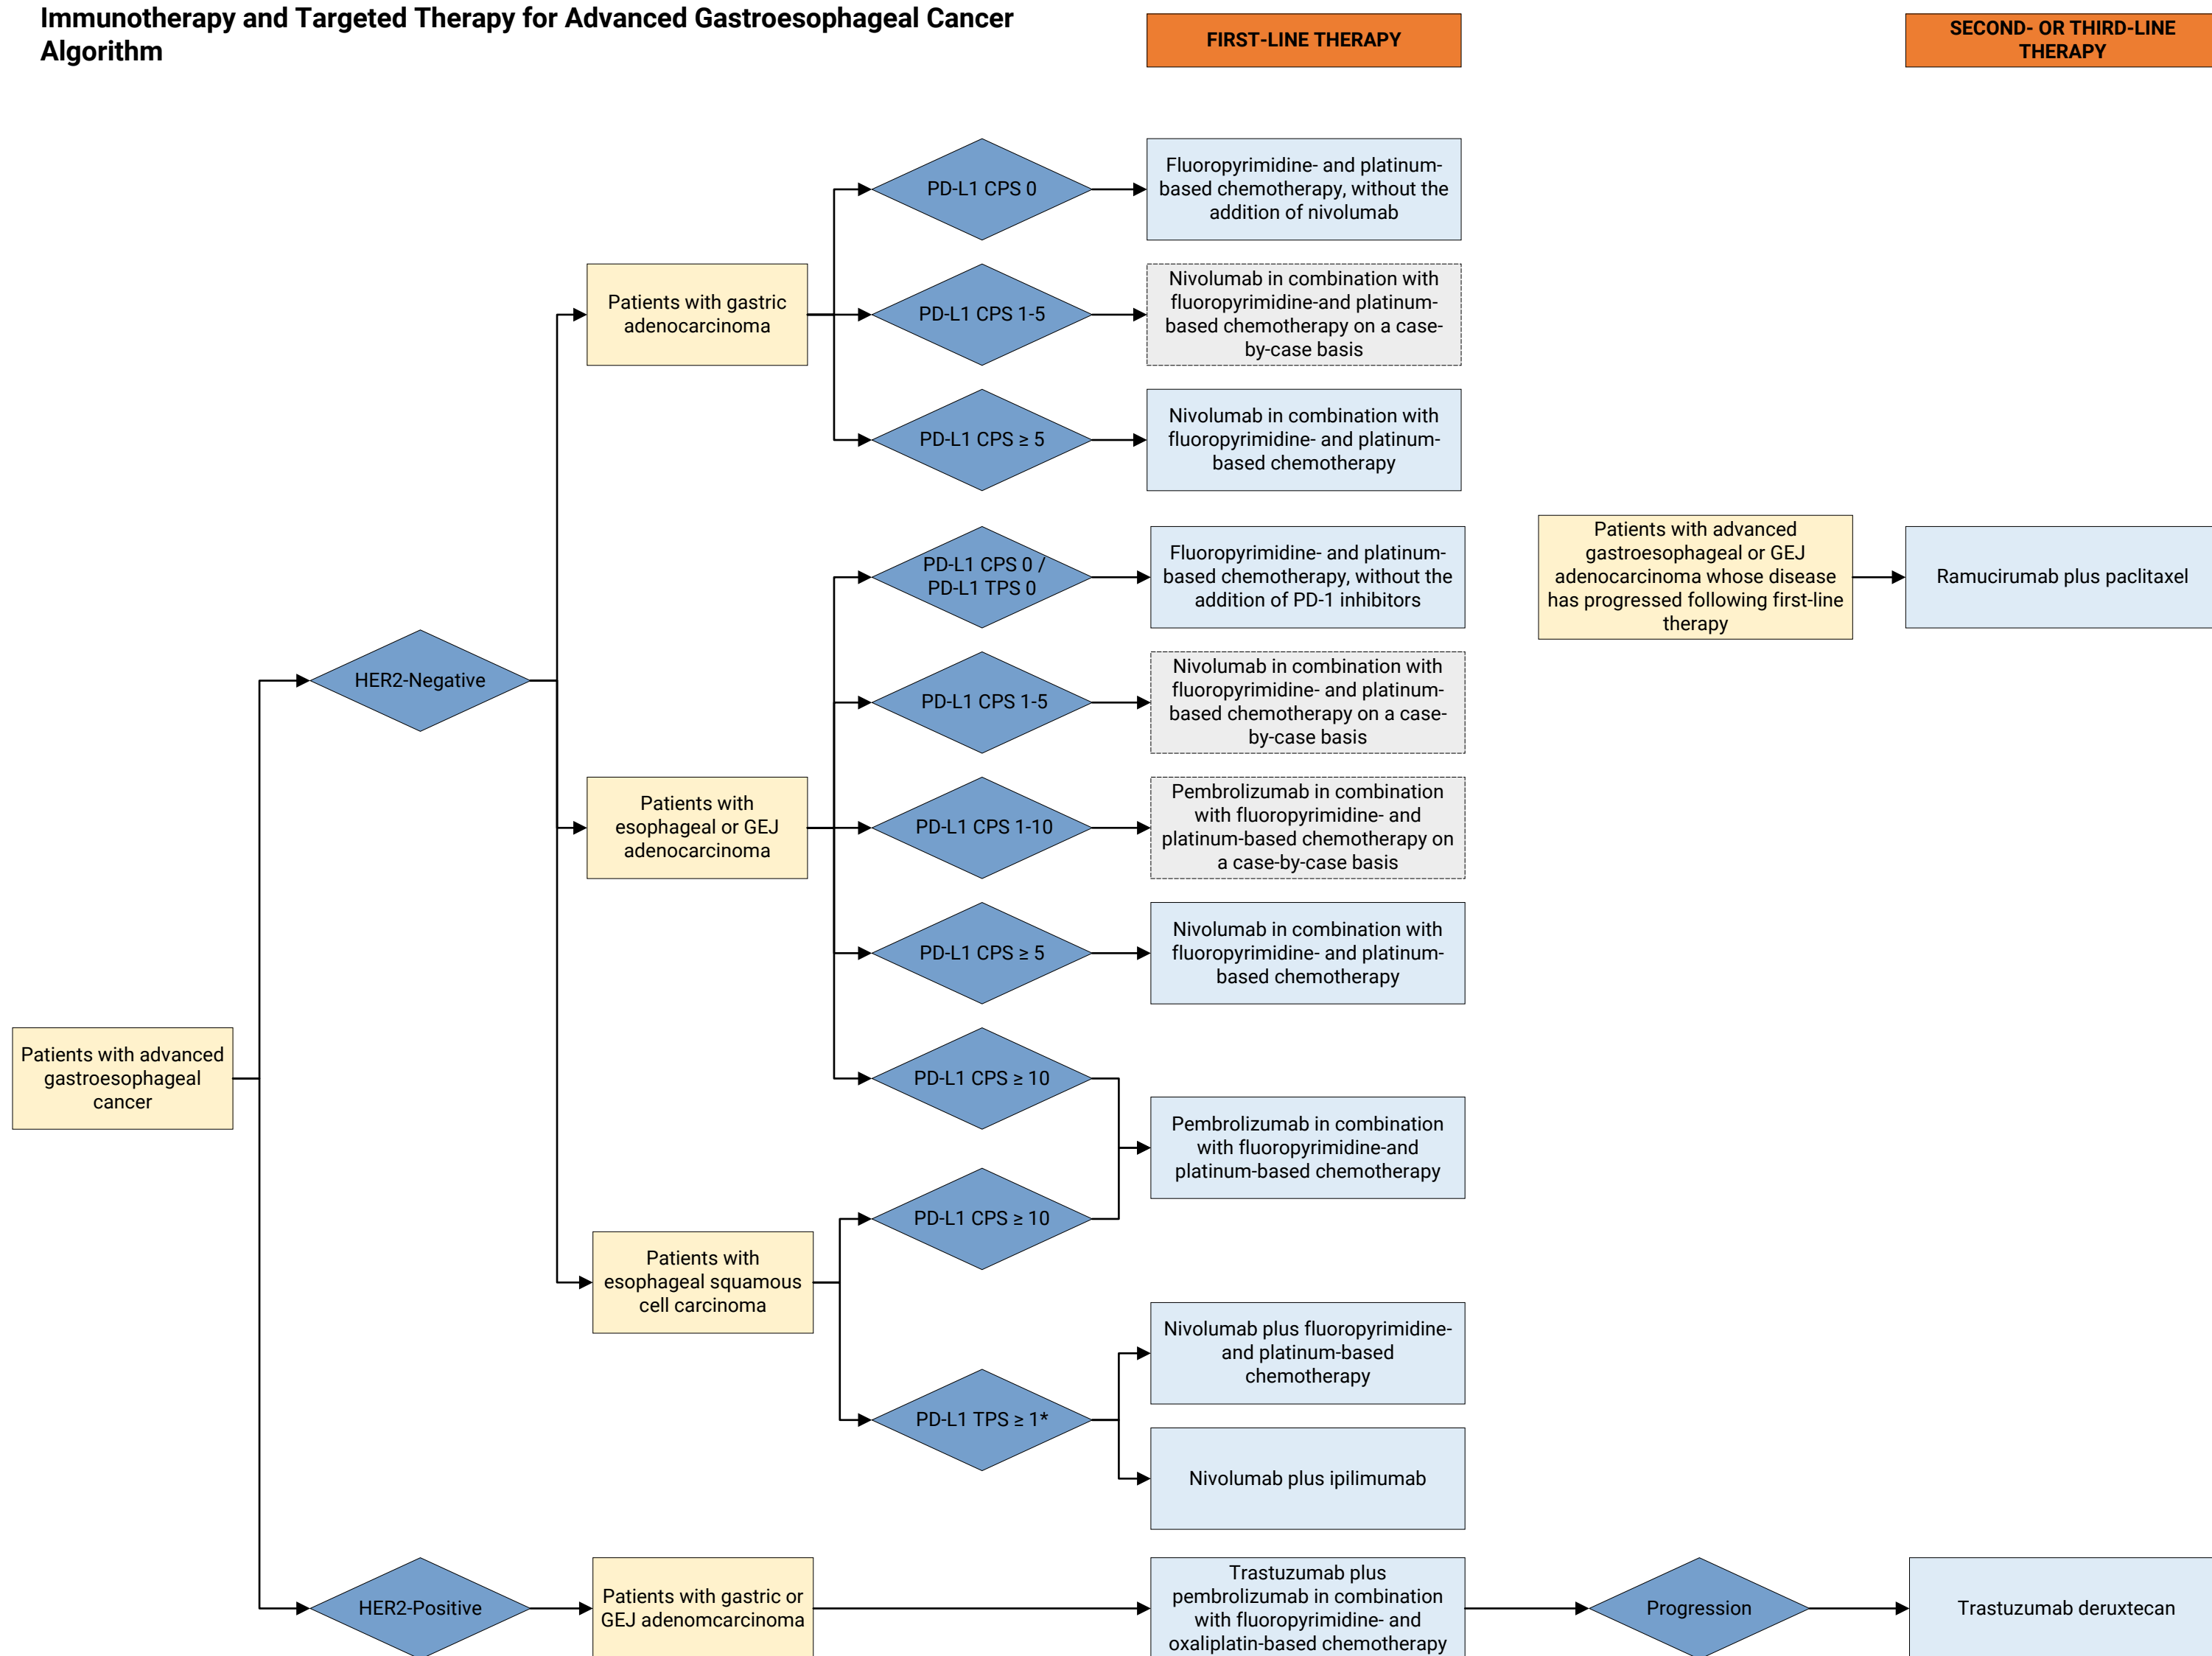 Immunotherapy and Targeted Therapy for Advanced Gastroesophageal Cancer
Algorithm
FIRST-LINE THERAPY
SECOND- OR THIRD-LINE
THERAPY
PD-L1 CPS 0
Fluoropyrimidine- and platinum-
based chemotherapy, without the
addition of nivolumab
Patients with gastric
adenocarcinoma
PD-L1 CPS 1-5
Nivolumab in combination with
fluoropyrimidine-and platinum-
based chemotherapy on a case-
by-case basis
PD-L1 CPS ≥ 5
Nivolumab in combination with
fluoropyrimidine- and platinum-
based chemotherapy
PD-L1 CPS 0 /
PD-L1 TPS 0
Fluoropyrimidine- and platinum-
based chemotherapy, without the
addition of PD-1 inhibitors
Patients with advanced
gastroesophageal or GEJ
adenocarcinoma whose disease
has progressed following first-line
therapy
Ramucirumab plus paclitaxel
HER2-Negative
PD-L1 CPS 1-5
Nivolumab in combination with
fluoropyrimidine- and platinum-
based chemotherapy on a case-
by-case basis
Patients with
esophageal or GEJ
adenocarcinoma
PD-L1 CPS 1-10
Pembrolizumab in combination
with fluoropyrimidine- and
platinum-based chemotherapy on
a case-by-case basis
PD-L1 CPS ≥ 5
Nivolumab in combination with
fluoropyrimidine- and platinum-
based chemotherapy
Patients with advanced
gastroesophageal
cancer
PD-L1 CPS ≥ 10
Pembrolizumab in combination
with fluoropyrimidine-and
platinum-based chemotherapy
PD-L1 CPS ≥ 10
Patients with
esophageal squamous
cell carcinoma
Nivolumab plus fluoropyrimidine-
and platinum-based
chemotherapy
PD-L1 TPS ≥ 1*
Nivolumab plus ipilimumab
HER2-Positive
Patients with gastric or
GEJ adenomcarcinoma
Trastuzumab plus
pembrolizumab in combination
with fluoropyrimidine- and
oxaliplatin-based chemotherapy
Progression
Trastuzumab deruxtecan